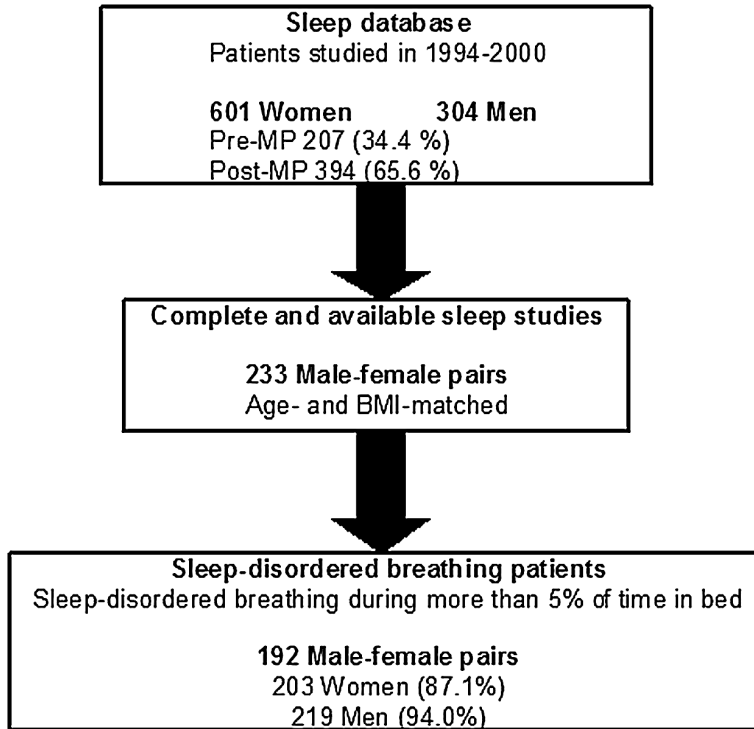 Sleep database
Patients studied in 1994-2000
601 Women 304 Men
Pre-MP 207 (34.4 %)
Post-MP 394 (65.6 %)
Complete and available sleep studies
233 Male-female pairs
Age- and BMI-matched
Sleep-disordered breathing patients
Sleep-disordered breathing during more than 5% of time in bed
192 Male-female pairs
203 Women (87.1%)
219 Men (94.0%)